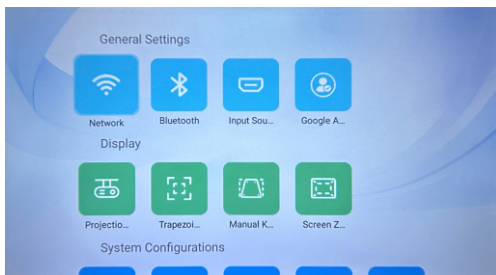 General Settings
Network
Bluetooth
Input Sou...
Google A...
Display
Projectio...
Trapezoi...
Manual K...
Screen Z...
System Configurations